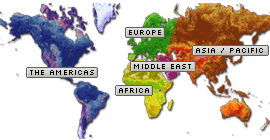 EUROPE
ASIA / PACIFIC
MIDDLE EAST
THE AMERICAS
AFRICA